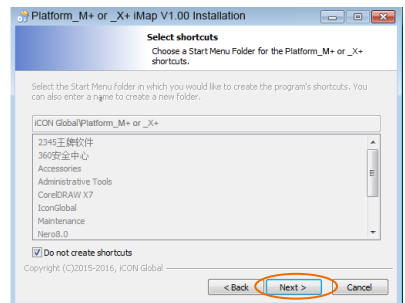 Platform_M+ or _X+ iMap V1.00 Installation
Select shortcuts
Choose a Start Menu Folder for the Platform_M+ or _X+
shortcuts.
Select the Start Menu folder in which you would like to create the program's shortcuts. You
can also enter a name to create a new folder.
iCON Global\Platform_M+ or _X+
2345王牌软件
360安全中心
Accessories
Administrative Tools
CorelDRAW X7
IconGlobal
Maintenance
Nero8.0
Do not create shortcuts
Copyright (C)2015-2016, iCON Global
< Back
Next >
Cancel